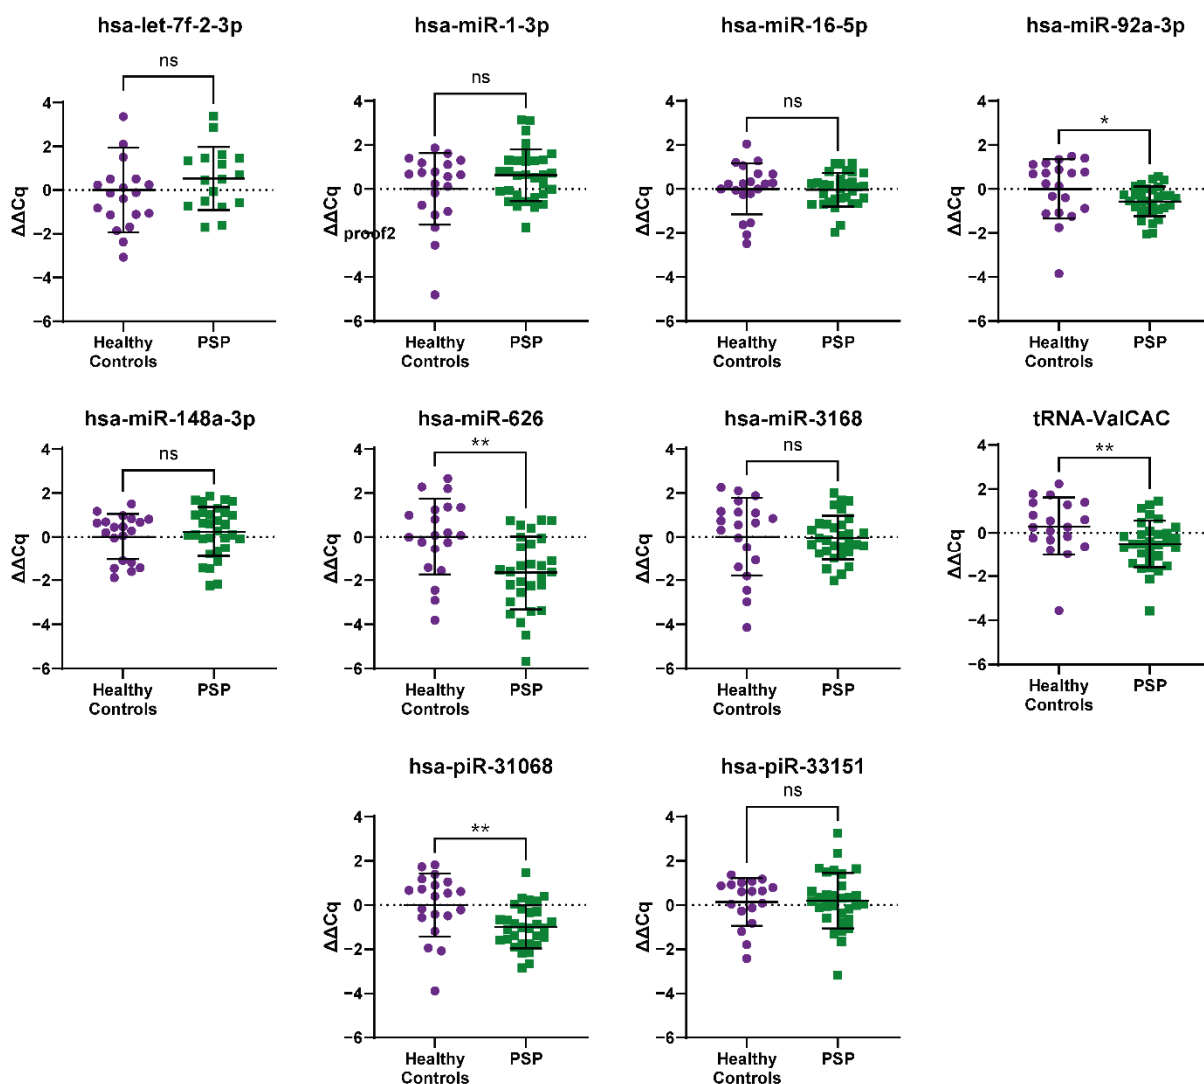 hsa-let-7f-2-3p
ns
4
2
0
−2
−4
−6
ΔΔCq
Healthy
Controls
PSP
hsa-miR-1-3p
ns
4
2
0
−2
−4
−6
ΔΔCq
proof2
Healthy
Controls
PSP
hsa-miR-16-5p
ns
4
2
0
−2
−4
−6
ΔΔCq
Healthy
Controls
PSP
hsa-miR-92a-3p
*
4
2
0
−2
−4
−6
ΔΔCq
Healthy
Controls
PSP
hsa-miR-148a-3p
ns
4
2
0
−2
−4
−6
ΔΔCq
Healthy
Controls
PSP
hsa-miR-626
**
4
2
0
−2
−4
−6
ΔΔCq
Healthy
Controls
PSP
hsa-miR-3168
ns
4
2
0
−2
−4
−6
ΔΔCq
Healthy
Controls
PSP
tRNA-ValCAC
**
4
2
0
−2
−4
−6
ΔΔCq
Healthy
Controls
PSP
hsa-piR-31068
**
4
2
0
−2
−4
−6
ΔΔCq
Healthy
Controls
PSP
hsa-piR-33151
ns
4
2
0
−2
−4
−6
ΔΔCq
Healthy
Controls
PSP